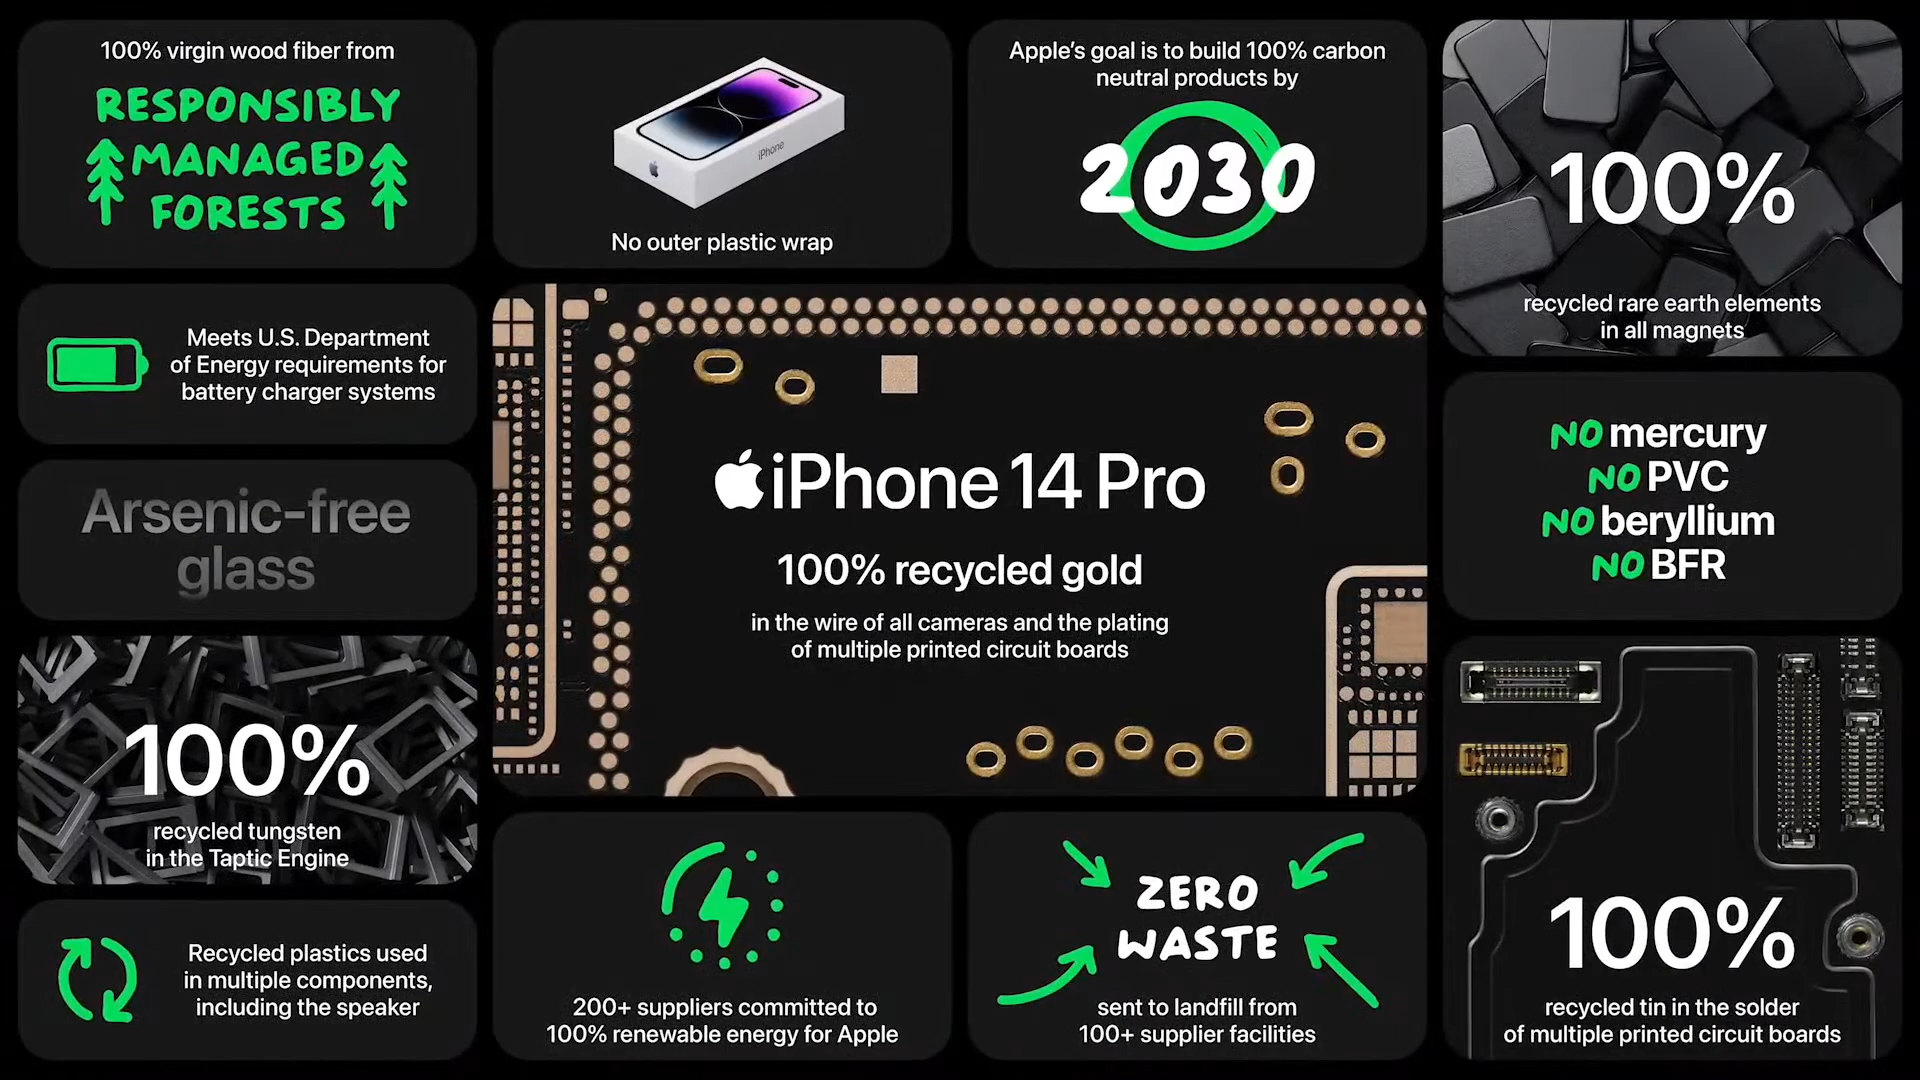 100% virgin wood fiber from
RESPONSIBLY
MANAGED
FORESTS
iPhone
No outer plastic wrap
Apple’s goal is to build 100% carbon
neutral products by
2030
100%
recycled rare earth elements
in all magnets
Meets U.S. Department
of Energy requirements for
battery charger systems
Arsenic-free
glass
iPhone 14 Pro
100% recycled gold
in the wire of all cameras and the plating
of multiple printed circuit boards
NO mercury
NO PVC
NO beryllium
NO BFR
100%
recycled tungsten
in the Taptic Engine
Recycled plastics used
in multiple components,
including the speaker
200+ suppliers committed to
100% renewable energy for Apple
ZERO
WASTE
sent to landfill from
100+ supplier facilities
100%
recycled tin in the solder
of multiple printed circuit boards